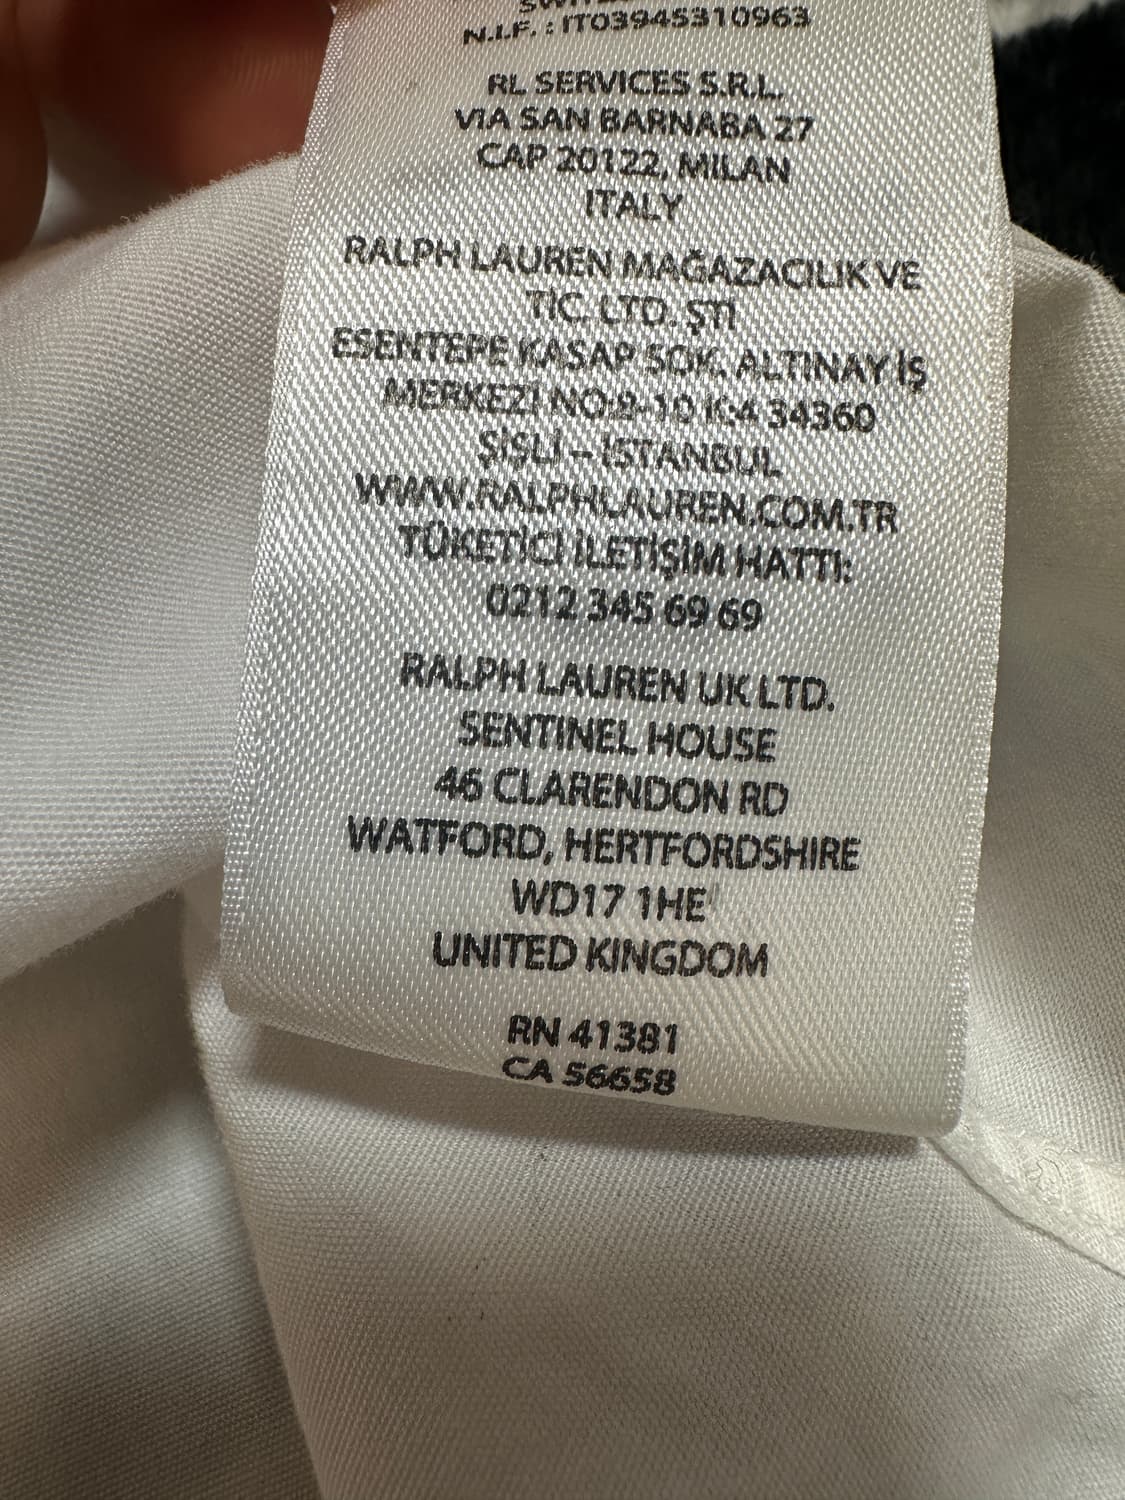 N.I.F. : IT03945310963
RL SERVICES S.R.L.
VIA SAN BARNABA 27
CAP 20122, MILAN
ITALY
RALPH LAUREN MAĞAZACILIK VE
TİC. LTD. ŞTİ
ESENTEPE KASAP SOK. ALTINAY İŞ
MERKEZİ NO:8-10 K:4 34360
ŞİŞLİ – İSTANBUL
WWW.RALPHLAUREN.COM.TR
TÜKETİCİ İLETİŞİM HATTI:
0212 345 69 69
RALPH LAUREN UK LTD.
SENTINEL HOUSE
46 CLARENDON RD
WATFORD, HERTFORDSHIRE
WD17 1HE
UNITED KINGDOM
RN 41381
CA 56658